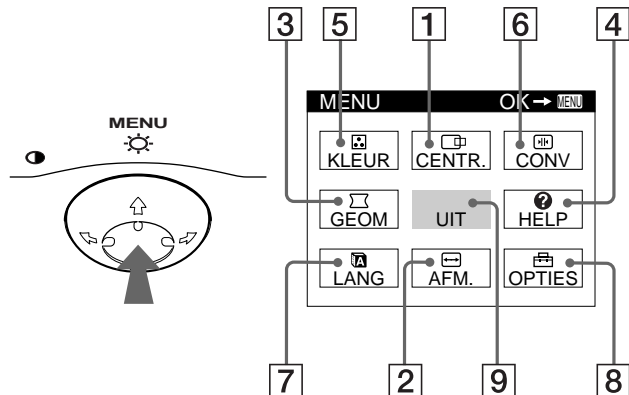 3 5 1 6 4
MENU
MENU OK→ MENU
KLEUR CENTR. CONV
GEOM UIT HELP
A
LANG AFM. OPTIES
7 2 9 8